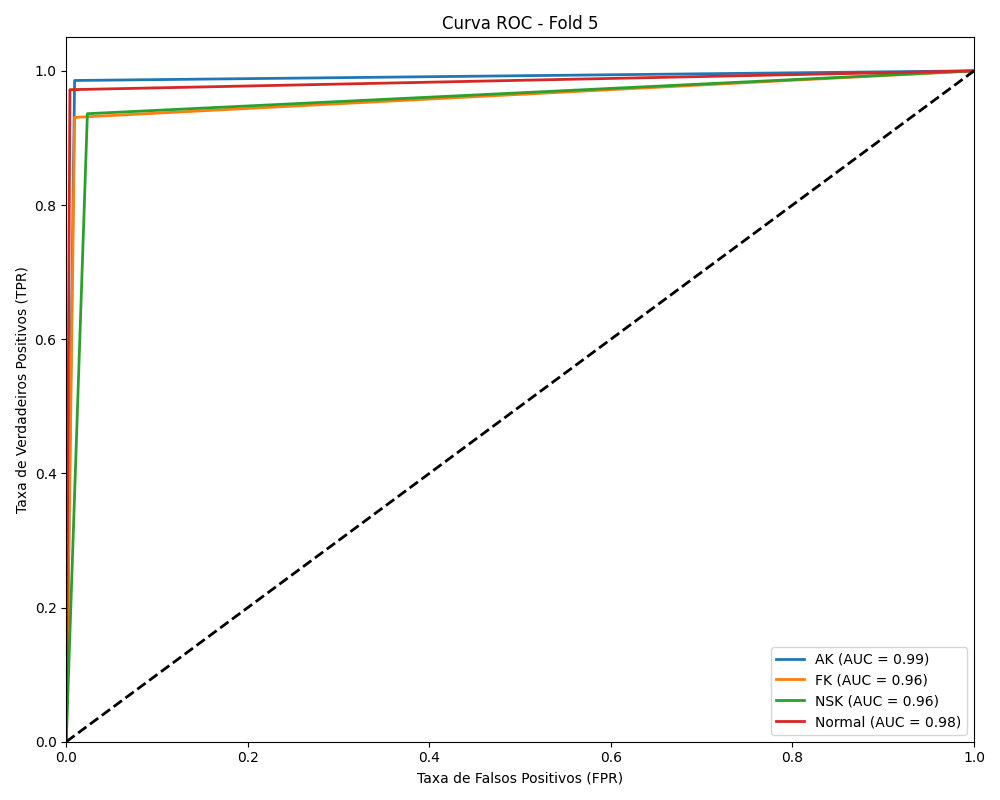 Curva ROC - Fold 5
Taxa de Verdadeiros Positivos (TPR)
1.0
0.8
0.6
0.4
0.2
0.0
0.0 0.2 0.4 0.6 0.8 1.0
Taxa de Falsos Positivos (FPR)
AK (AUC = 0.99)
FK (AUC = 0.96)
NSK (AUC = 0.96)
Normal (AUC = 0.98)